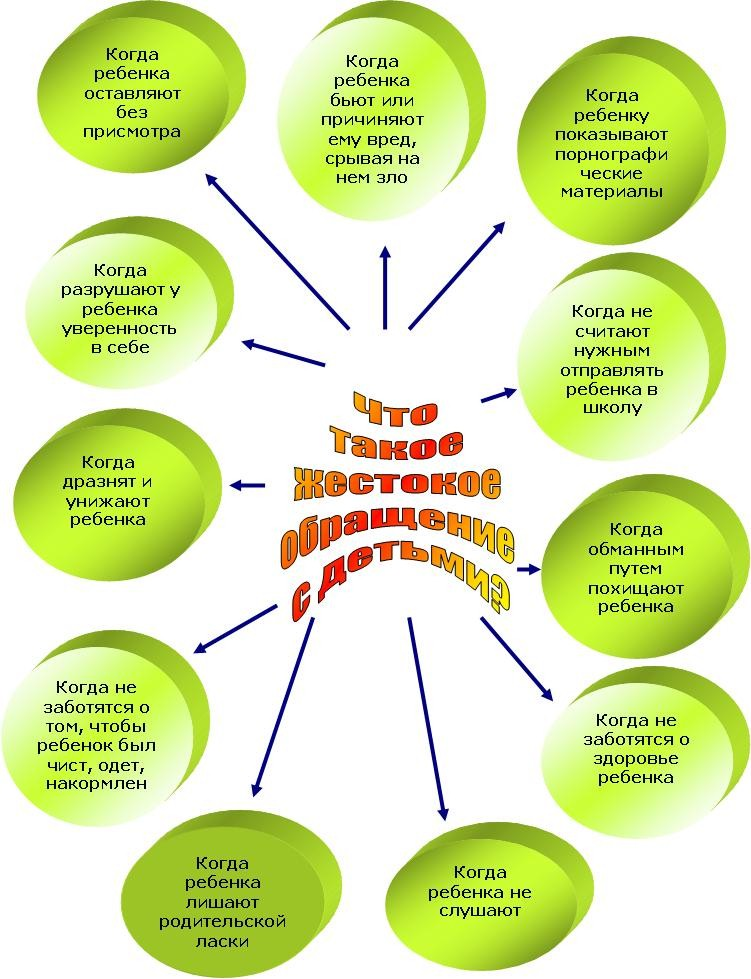 Когда
ребенка
оставляют
без
присмотра
Когда
ребенка
бьют или
причиняют
ему вред,
срывая на
нем зло
Когда
ребенку
показывают
порнографи
ческие
материалы
Когда
разрушают у
ребенка
уверенность
в себе
Когда не
считают
нужным
отправлять
ребенка в
школу
Что
такое
жестокое
обращение
с детьми?
Когда
дразнят и
унижают
ребенка
Когда
обманным
путем
похищают
ребенка
Когда не
заботятся о
том, чтобы
ребенок был
чист, одет,
накормлен
Когда не
заботятся о
здоровье
ребенка
Когда
ребенка
лишают
родительской
ласки
Когда
ребенка не
слушают